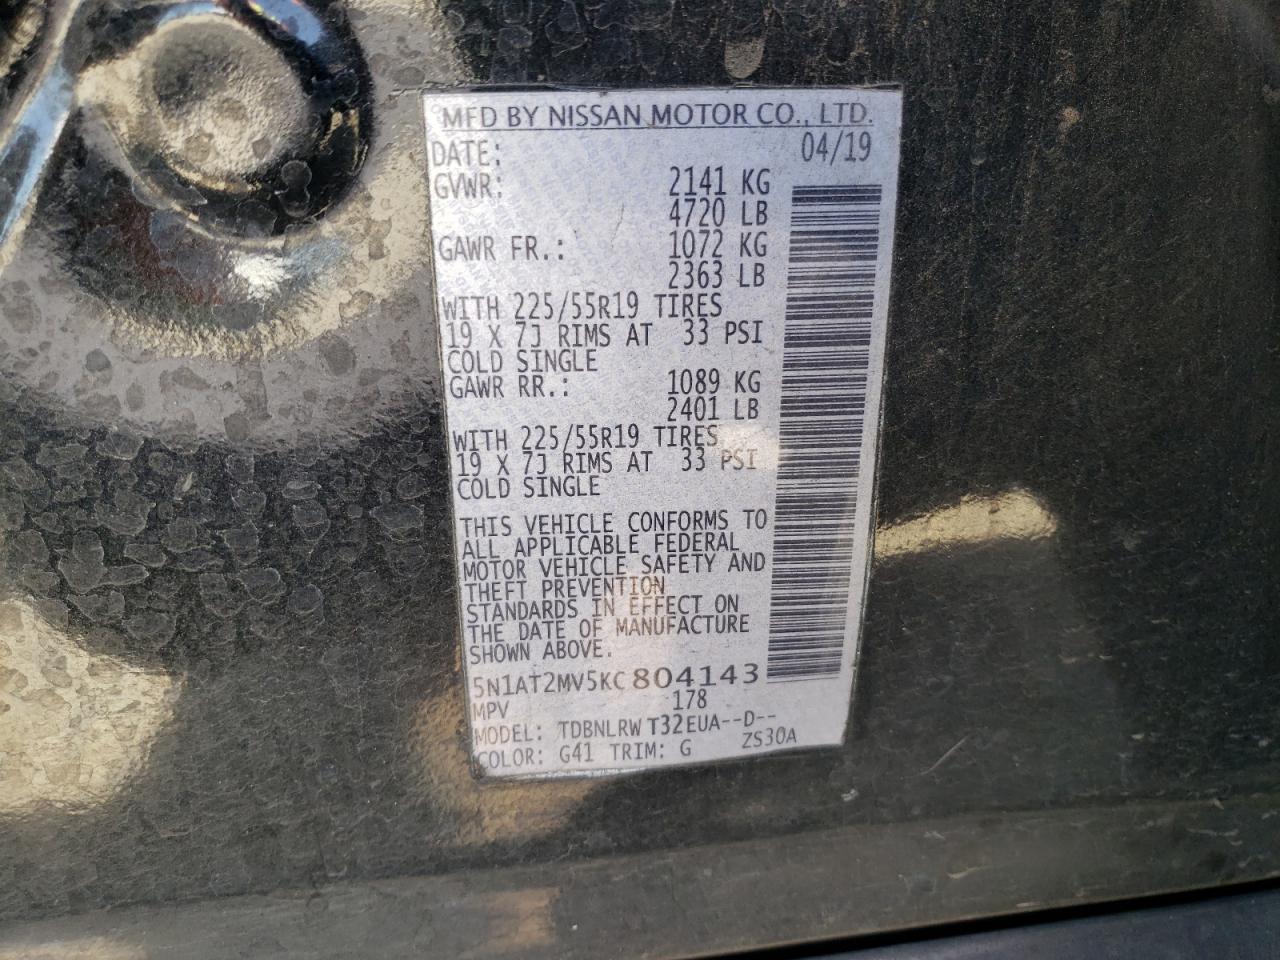 MFD BY NISSAN MOTOR CO., LTD.
DATE: 04/19
GVWR: 2141 KG
4720 LB
GAWR FR.: 1072 KG
2363 LB
WITH 225/55R19 TIRES
19 X 7J RIMS AT 33 PSI
COLD SINGLE
GAWR RR.: 1089 KG
2401 LB
WITH 225/55R19 TIRES
19 X 7J RIMS AT 33 PSI
COLD SINGLE
THIS VEHICLE CONFORMS TO
ALL APPLICABLE FEDERAL
MOTOR VEHICLE SAFETY AND
THEFT PREVENTION
STANDARDS IN EFFECT ON
THE DATE OF MANUFACTURE
SHOWN ABOVE.
5N1AT2MV5KC804143
MPV 178
MODEL: TDBNLRW T32EUA--D--
COLOR: G41 TRIM: G ZS30A